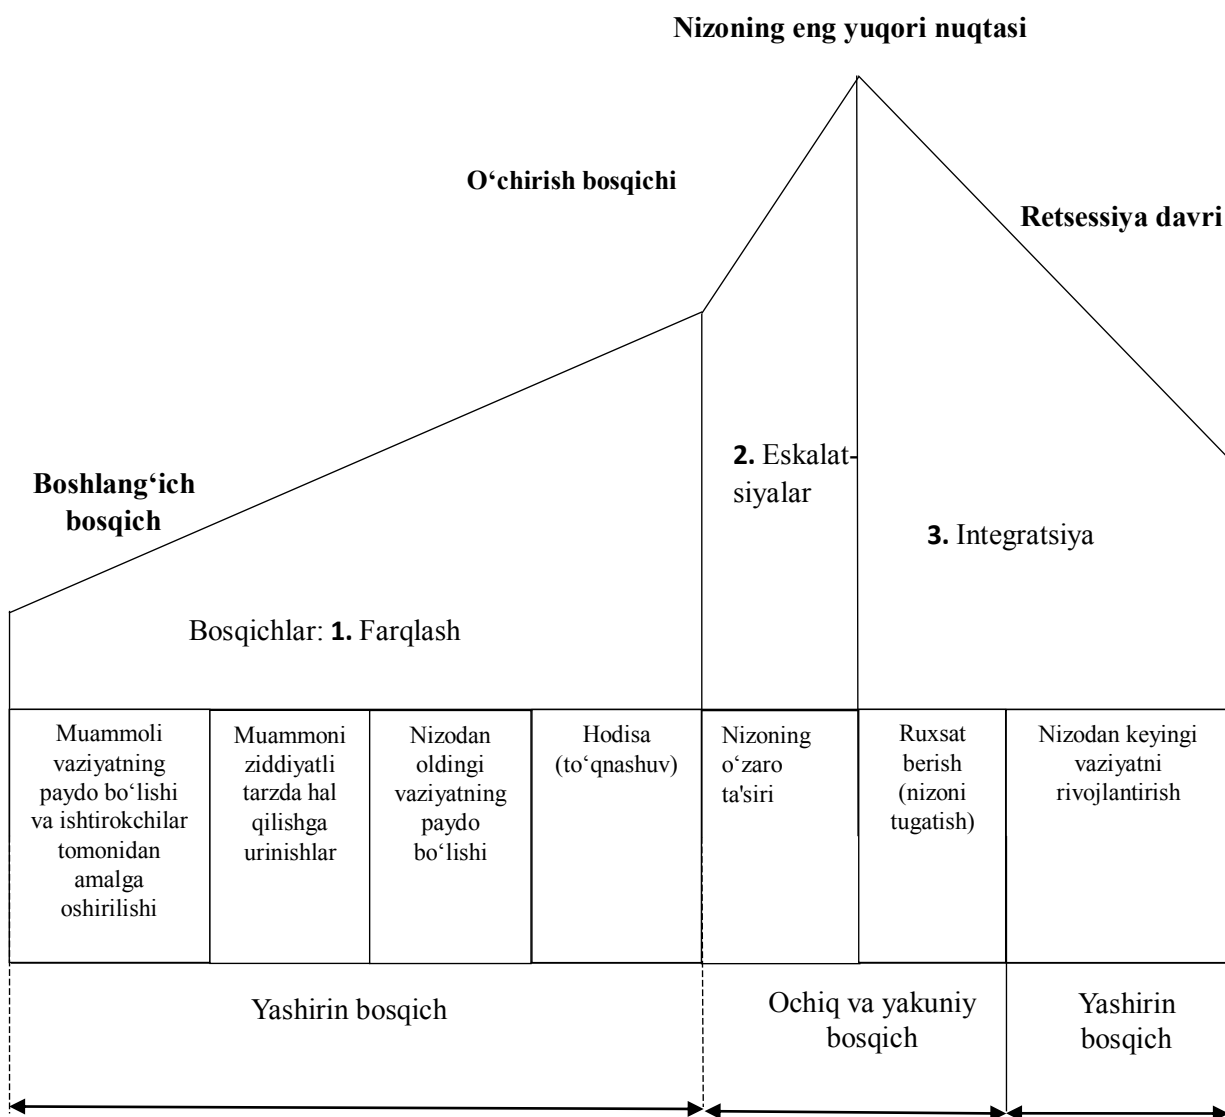 Nizoning eng yuqori nuqtasi
O‘chirish bosqichi
Retsessiya davri
Boshlang‘ich
bosqich
2. Eskalat-
siyalar
3. Integratsiya
Bosqichlar: 1. Farqlash
Muammoli
vaziyatning
paydo bo‘lishi
va ishtirokchilar
tomonidan
amalga
oshirilishi
Muammoni
ziddiyatli
tarzda hal
qilishga
urinishlar
Nizodan
oldingi
vaziyatning
paydo
bo‘lishi
Hodisa
(to‘qnashuv)
Nizoning
o‘zaro
ta'siri
Ruxsat
berish
(nizoni
tugatish)
Nizodan keyingi
vaziyatni
rivojlantirish
Yashirin bosqich
Ochiq va yakuniy
bosqich
Yashirin
bosqich